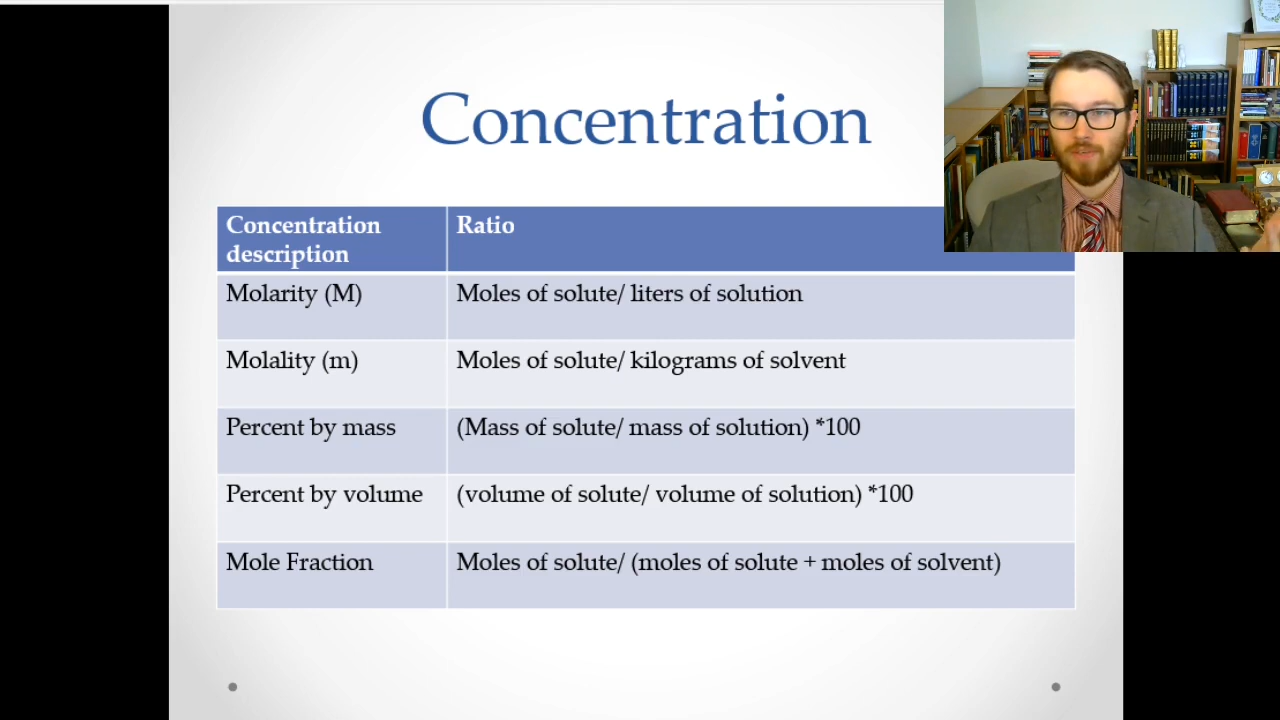 Concentration
Concentration
description
Ratio
Molarity (M)
Moles of solute/ liters of solution
Molality (m)
Moles of solute/ kilograms of solvent
Percent by mass
(Mass of solute/ mass of solution) *100
Percent by volume
(volume of solute/ volume of solution) *100
Mole Fraction
Moles of solute/ (moles of solute + moles of solvent)